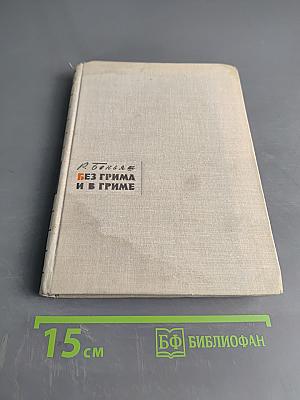 Р. Беньяш
БЕЗ ГРИМА
И В ГРИМЕ
15 см
БФ БИБЛИОФАН